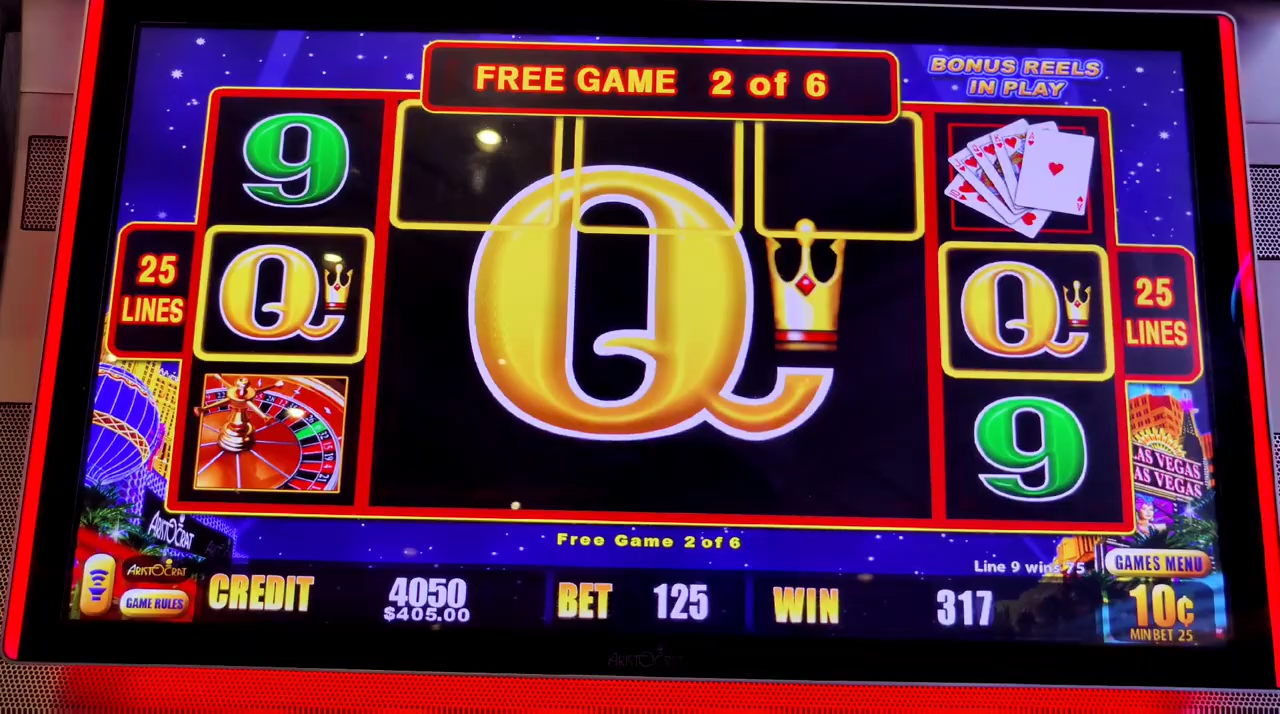 FREE GAME 2 of 6
BONUS REELS
IN PLAY
9
A
25
LINES
Q
Q
Q
25
LINES
9
LAS VEGAS
AS VEGAS
ARISTOCRAT
Free Game 2 of 6
Line 9 wins 75
ARISTOCRAT
GAME RULES
CREDIT
4050
$405.00
BET
125
WIN
317
GAMES MENU
10¢
MIN BET 25
ARISTOCRAT